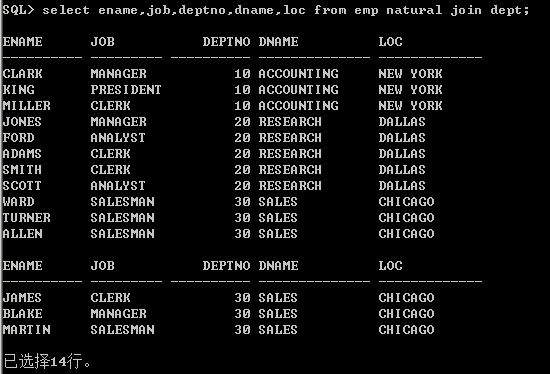 SQL> select ename,job,deptno,dname,loc from emp natural join dept;
ENAME      JOB           DEPTNO DNAME          LOC
---------- --------- ---------- -------------- -------------
CLARK      MANAGER           10 ACCOUNTING     NEW YORK
KING       PRESIDENT         10 ACCOUNTING     NEW YORK
MILLER     CLERK             10 ACCOUNTING     NEW YORK
JONES      MANAGER           20 RESEARCH       DALLAS
FORD       ANALYST           20 RESEARCH       DALLAS
ADAMS      CLERK             20 RESEARCH       DALLAS
SMITH      CLERK             20 RESEARCH       DALLAS
SCOTT      ANALYST           20 RESEARCH       DALLAS
WARD       SALESMAN          30 SALES          CHICAGO
TURNER     SALESMAN          30 SALES          CHICAGO
ALLEN      SALESMAN          30 SALES          CHICAGO
ENAME      JOB           DEPTNO DNAME          LOC
---------- --------- ---------- -------------- -------------
JAMES      CLERK             30 SALES          CHICAGO
BLAKE      MANAGER           30 SALES          CHICAGO
MARTIN     SALESMAN          30 SALES          CHICAGO
已选择14行。